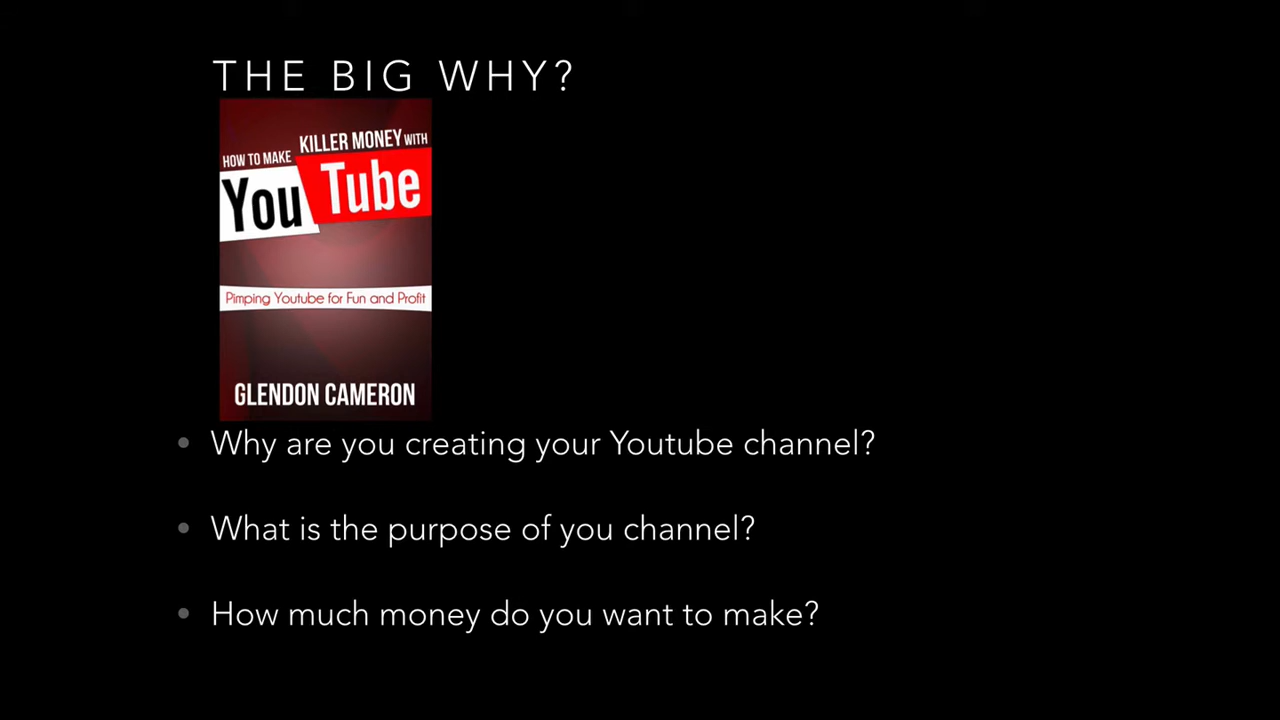 THE BIG WHY?
HOW TO MAKE KILLER MONEY WITH
YouTube
Pimping Youtube for Fun and Profit
GLENDON CAMERON
• Why are you creating your Youtube channel?
• What is the purpose of you channel?
• How much money do you want to make?